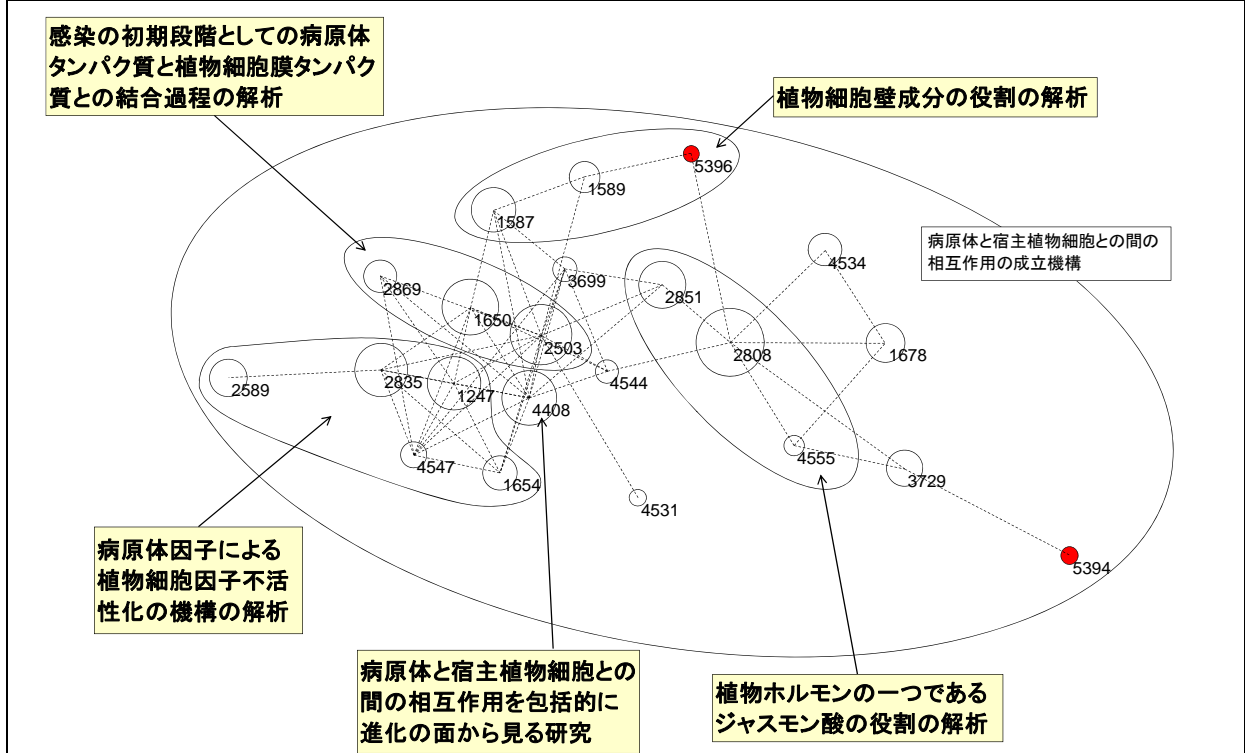 感染の初期段階としての病原体
タンパク質と植物細胞膜タンパク
質との結合過程の解析
植物細胞壁成分の役割の解析
5396
1589
1587
病原体と宿主植物細胞との間の
相互作用の成立機構
4534
3699
2869
2851
1650
2503
2808
1678
2589
2835
4544
1247
4408
4555
4547
3729
1654
4531
5394
病原体因子による
植物細胞因子不活
性化の機構の解析
病原体と宿主植物細胞との
間の相互作用を包括的に
進化の面から見る研究
植物ホルモンの一つである
ジャスモン酸の役割の解析